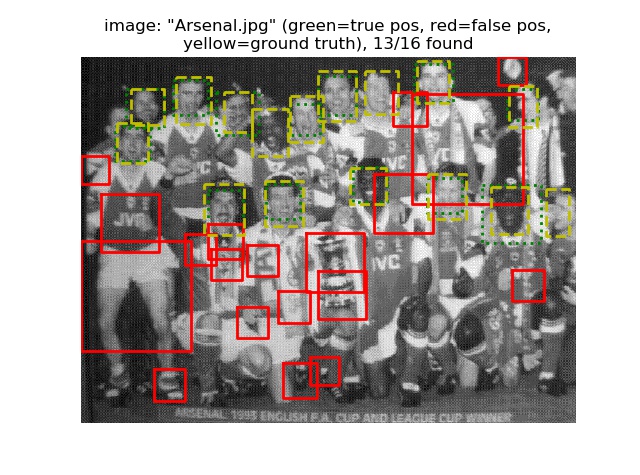 image: "Arsenal.jpg" (green=true pos, red=false pos,
yellow=ground truth), 13/16 found
JVC
JVC
JVC
ARSENAL 1993 ENGLISH F.A. CUP AND LEAGUE CUP WINNER